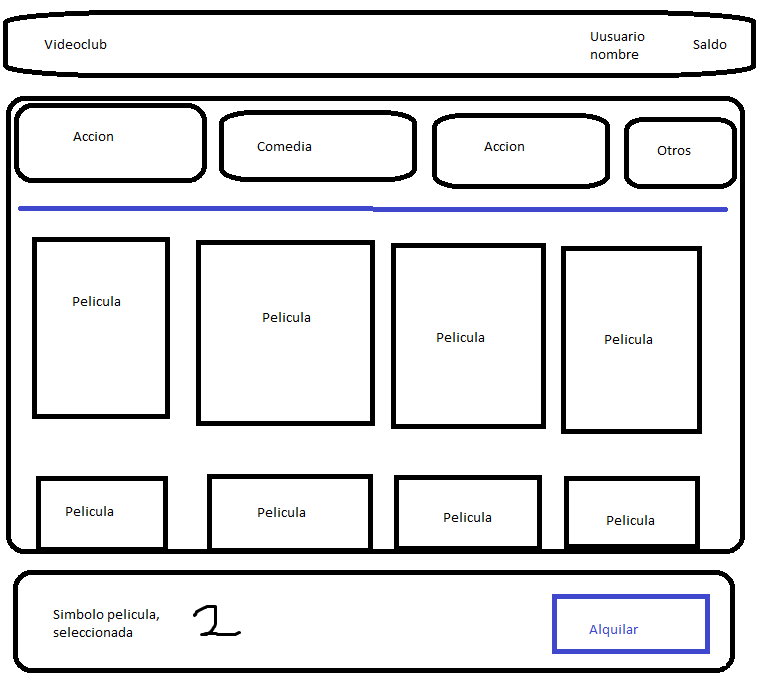 Videoclub
Uusuario
nombre
Saldo
Accion
Comedia
Accion
Otros
Pelicula
Pelicula
Pelicula
Pelicula
Pelicula
Pelicula
Pelicula
Pelicula
Simbolo pelicula,
seleccionada
2
Alquilar